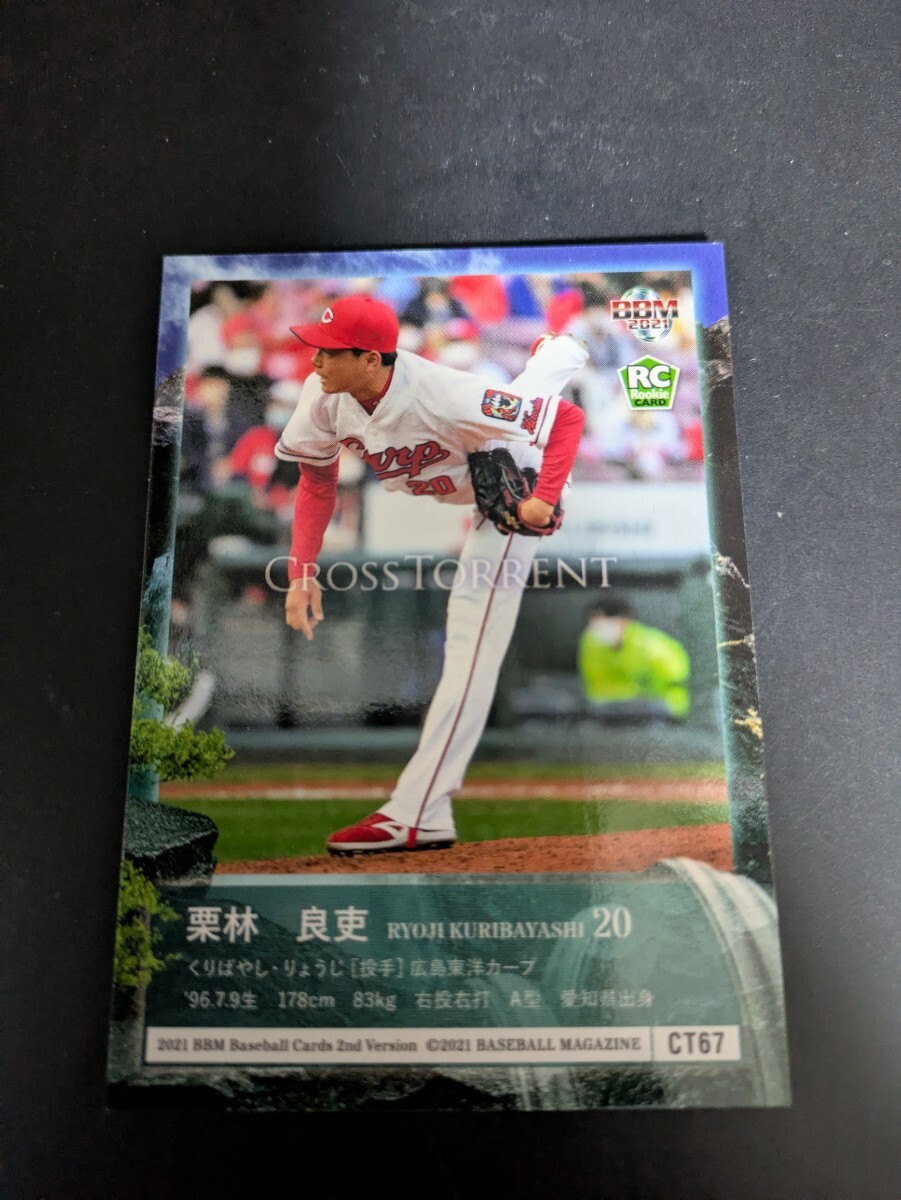 C
BBM
2021
RC
Rookie
CARD
Carp
20
CROSSTORRENT
栗林 良吏 RYOJI KURIBAYASHI 20
くりばやし・りょうじ[投手]広島東洋カープ
'96.7.9生 178cm 83kg 右投右打 A型 愛知県出身
2021 BBM Baseball Cards 2nd Version ©2021 BASEBALL MAGAZINE CT67